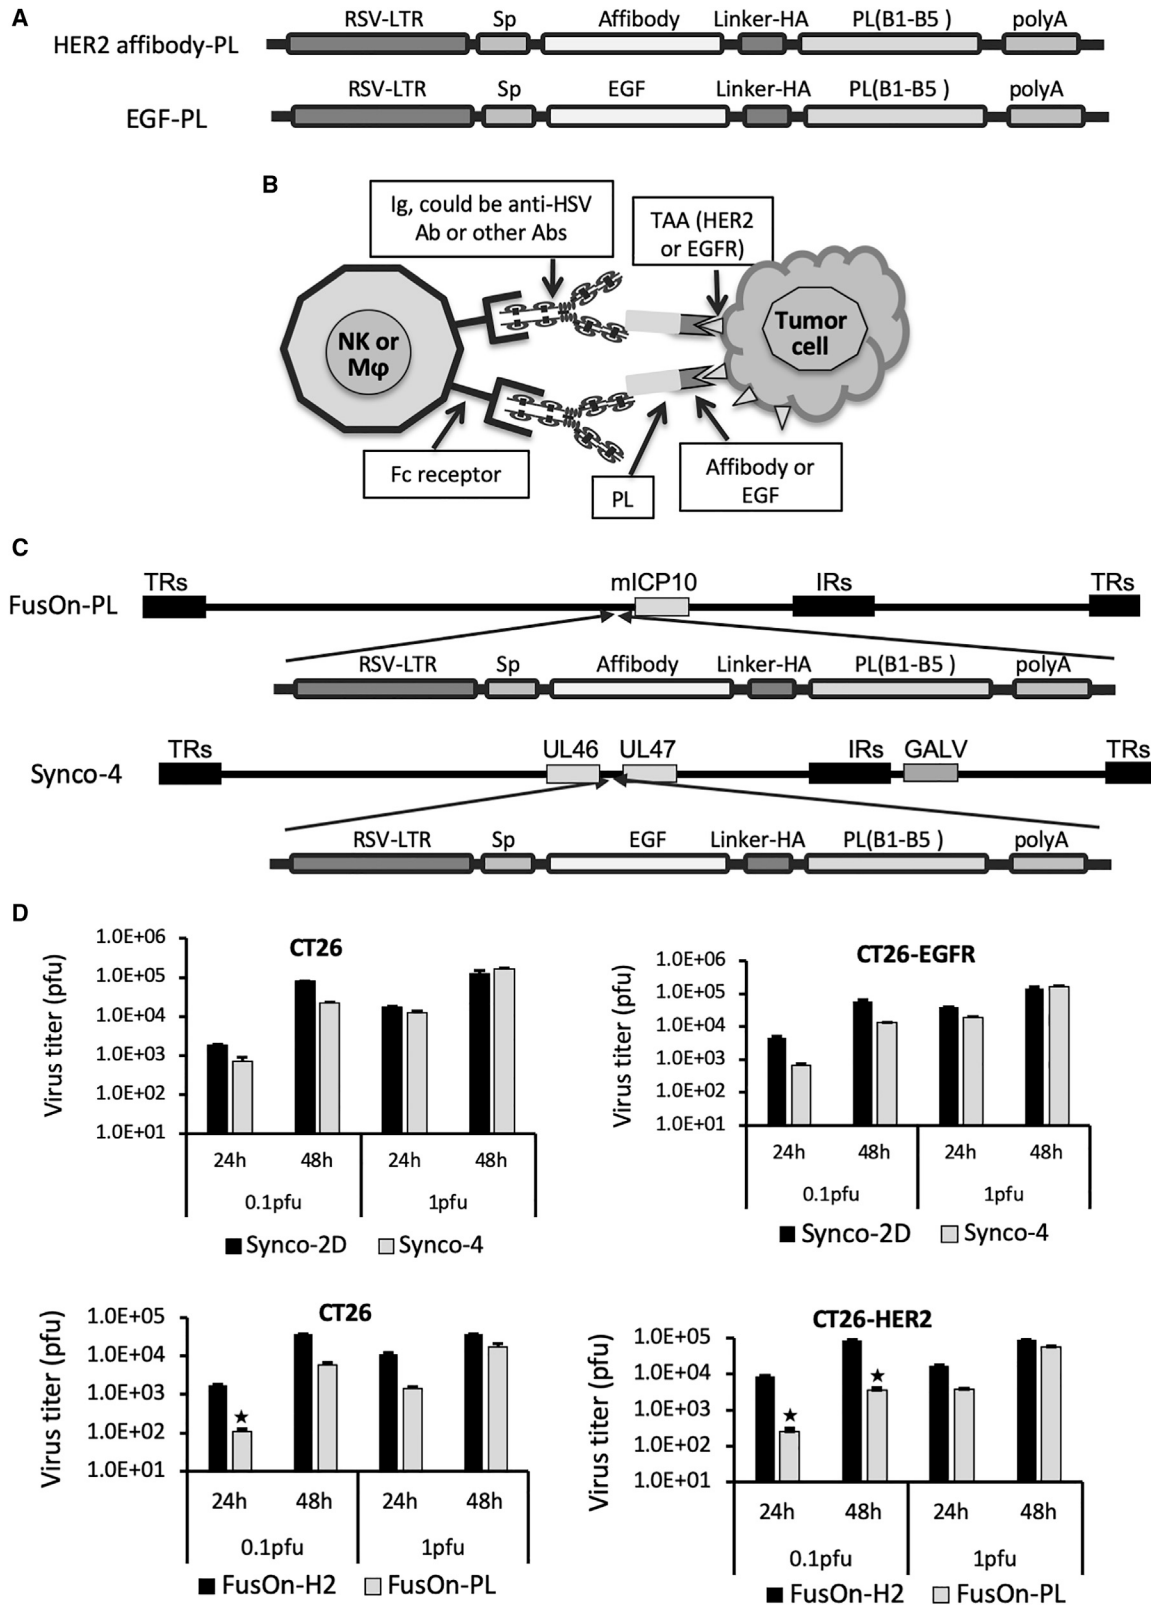 A
RSV-LTR Sp Affibody Linker-HA PL(B1-B5 ) polyA
HER2 affibody-PL
RSV-LTR Sp EGF Linker-HA PL(B1-B5 ) polyA
EGF-PL
B
Ig, could be anti-HSV
Ab or other Abs
TAA (HER2
or EGFR)
NK or
Mφ
Tumor
cell
Fc receptor
PL
Affibody or
EGF
C
TRs mICP10 IRs TRs
FusOn-PL
RSV-LTR Sp Affibody Linker-HA PL(B1-B5 ) polyA
TRs UL46 UL47 IRs GALV TRs
Synco-4
RSV-LTR Sp EGF Linker-HA PL(B1-B5 ) polyA
D
CT26
Virus titer (pfu)
1.0E+06
1.0E+05
1.0E+04
1.0E+03
1.0E+02
1.0E+01
24h 48h 24h 48h
0.1pfu 1pfu
Synco-2D Synco-4
CT26-EGFR
Virus titer (pfu)
1.0E+06
1.0E+05
1.0E+04
1.0E+03
1.0E+02
1.0E+01
24h 48h 24h 48h
0.1pfu 1pfu
Synco-2D Synco-4
CT26
Virus titer (pfu)
1.0E+05
1.0E+04
1.0E+03
1.0E+02
1.0E+01
24h 48h 24h 48h
0.1pfu 1pfu
FusOn-H2 FusOn-PL
CT26-HER2
Virus titer (pfu)
1.0E+05
1.0E+04
1.0E+03
1.0E+02
1.0E+01
24h 48h 24h 48h
0.1pfu 1pfu
FusOn-H2 FusOn-PL